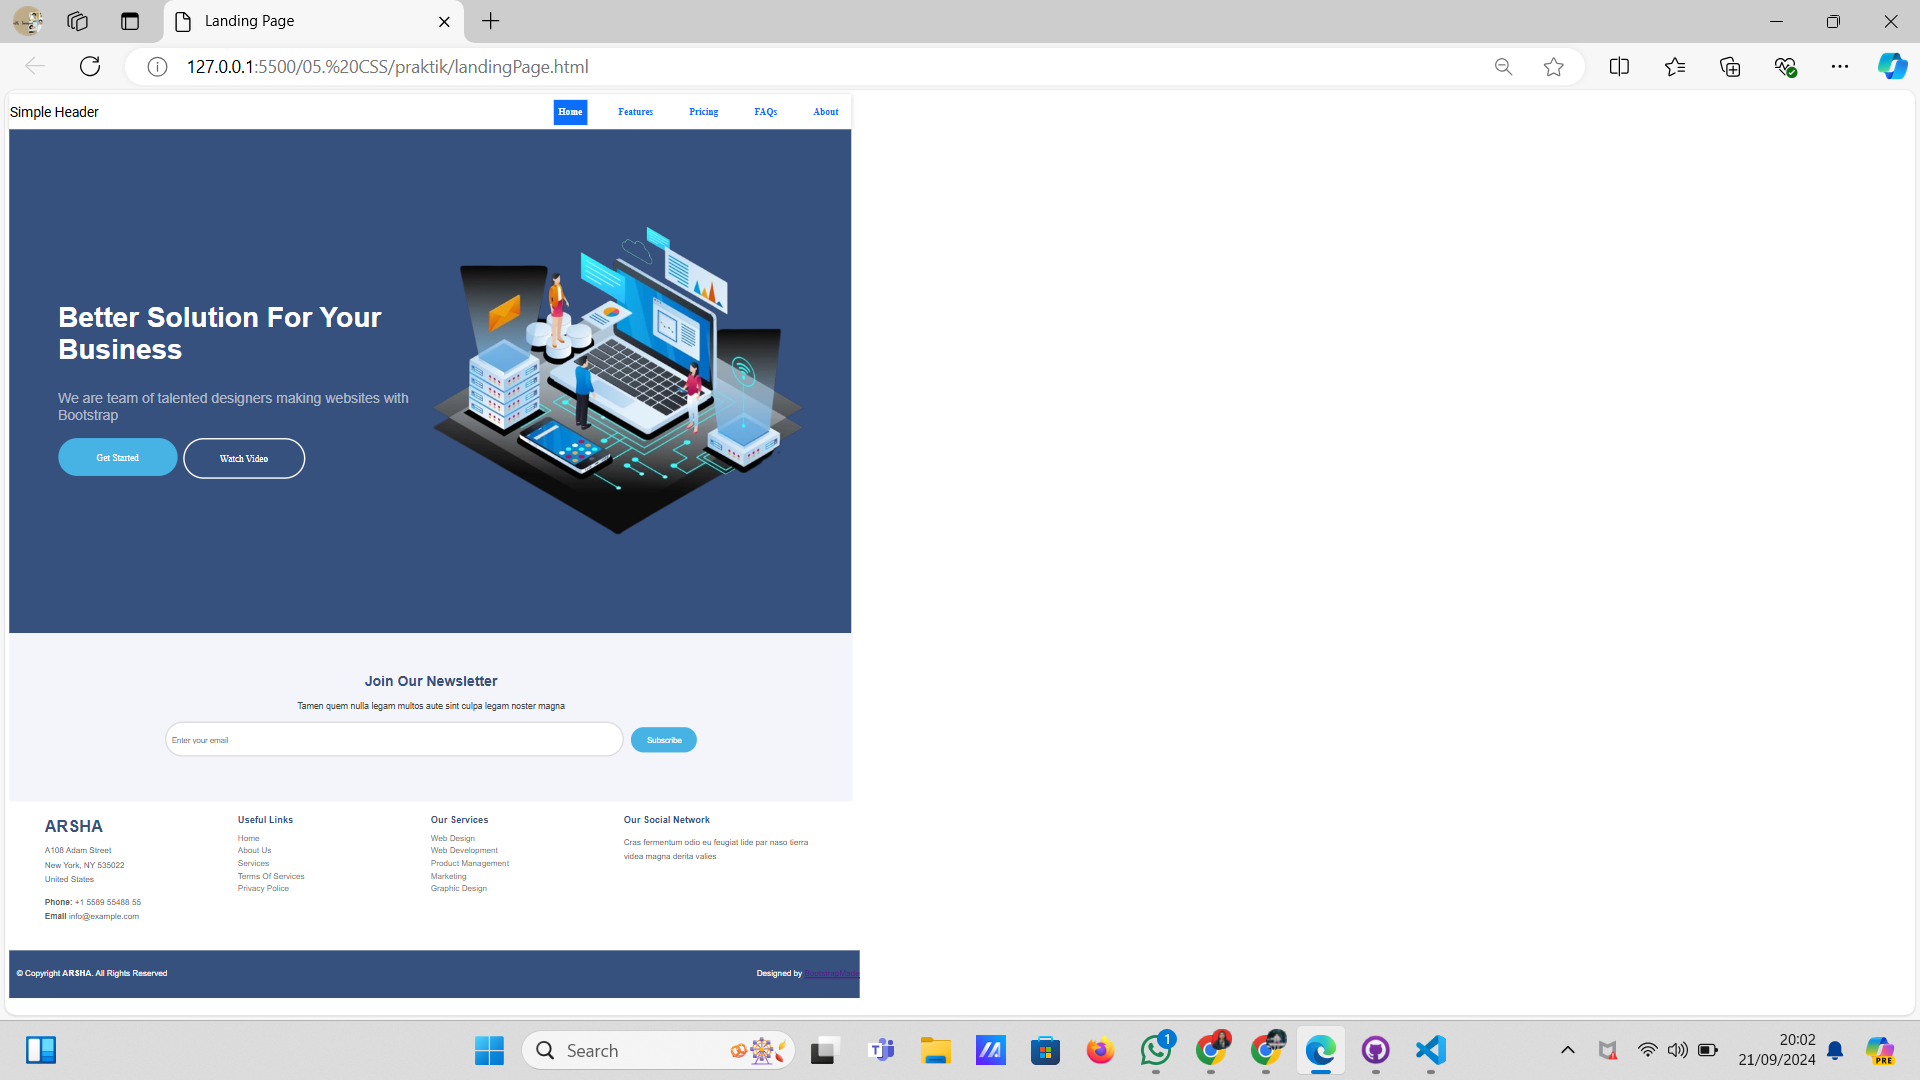 Landing Page
127.0.0.1:5500/05.%20CSS/praktik/landingPage.html
Simple Header
Home Features Pricing FAQs About
Better Solution For Your
Business
We are team of talented designers making websites with
Bootstrap
Get Started Watch Video
Join Our Newsletter
Tamen quem nulla legam multos aute sint culpa legam noster magna
Enter your email Subscribe
ARSHA
A108 Adam Street
New York, NY 535022
United States
Phone: +1 5589 55488 55
Email info@example.com
Useful Links
Home
About Us
Services
Terms Of Services
Privacy Police
Our Services
Web Design
Web Development
Product Management
Marketing
Graphic Design
Our Social Network
Cras fermentum odio eu feugiat lide par naso tierra
videa magna derita valies
© Copyright ARSHA. All Rights Reserved
Designed by
Search
1
20:02
21/09/2024
PRE